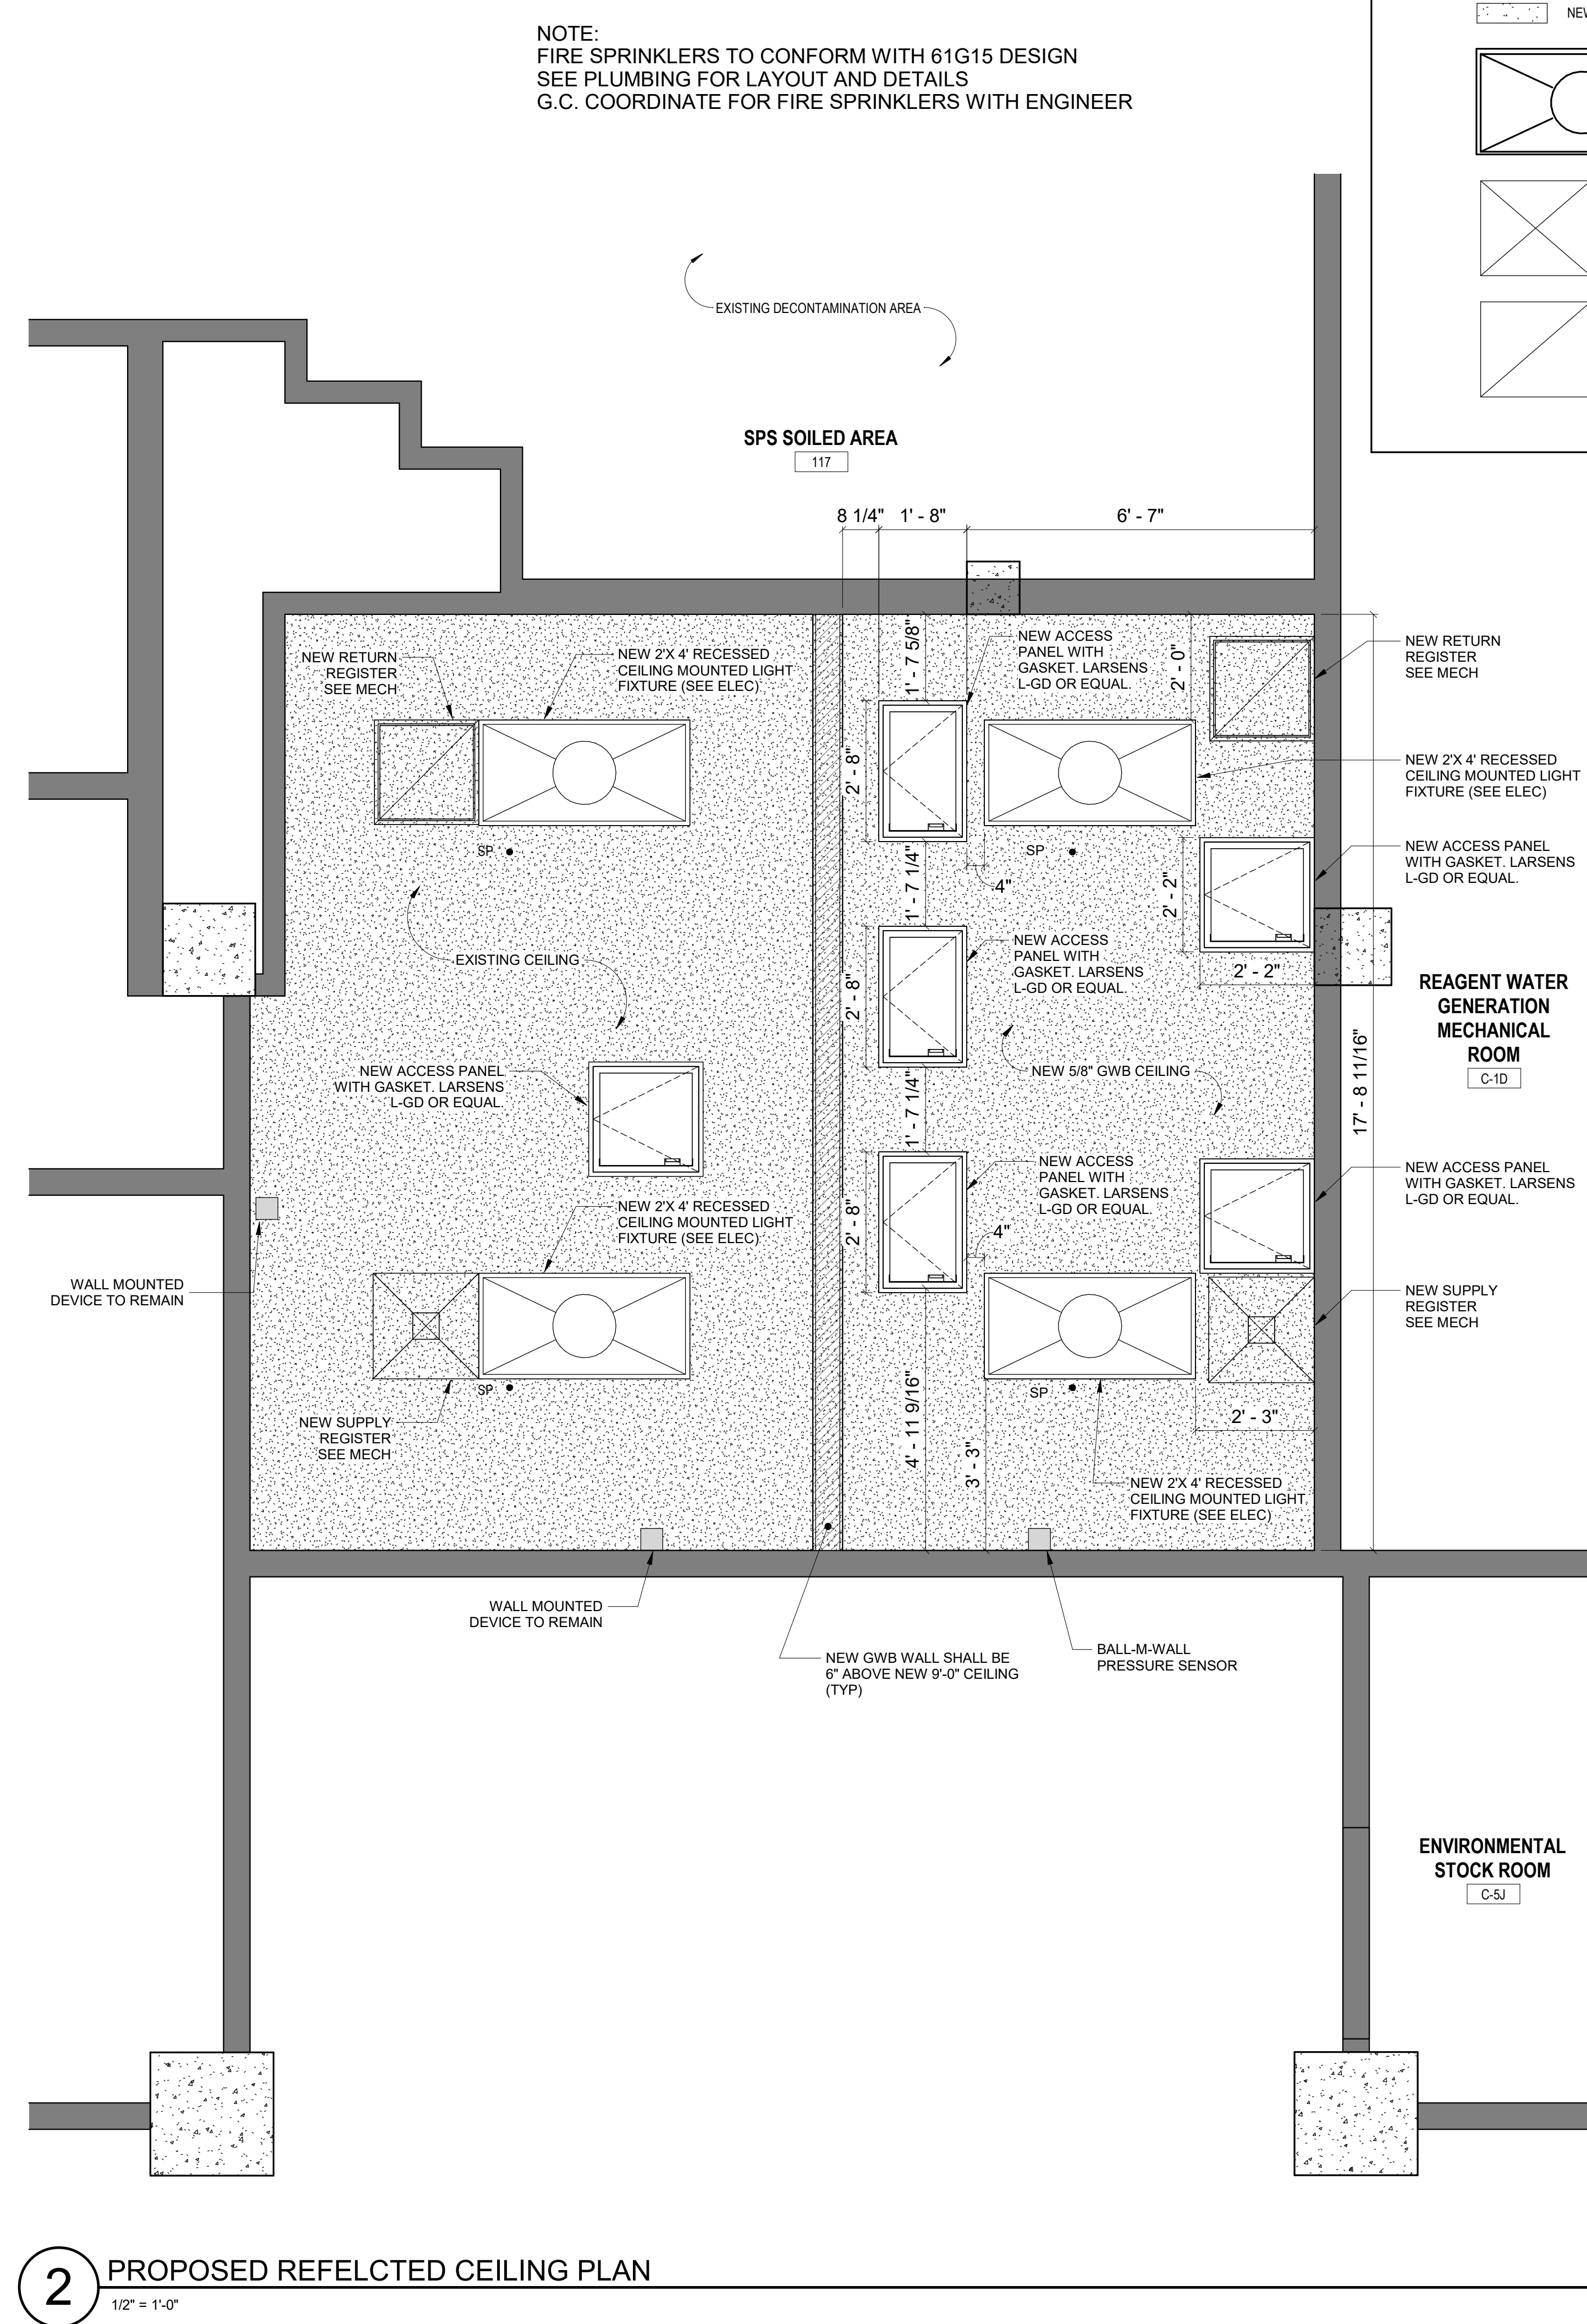 NOTE:
FIRE SPRINKLERS TO CONFORM WITH 61G15 DESIGN
SEE PLUMBING FOR LAYOUT AND DETAILS
G.C. COORDINATE FOR FIRE SPRINKLERS WITH ENGINEER
EXISTING DECONTAMINATION AREA
SPS SOILED AREA
117
8 1/4"
1' - 8"
6' - 7"
NEW RETURN
REGISTER
SEE MECH
NEW 2'X 4' RECESSED
CEILING MOUNTED LIGHT
FIXTURE (SEE ELEC)
1' - 7 5/8"
NEW ACCESS
PANEL WITH
GASKET. LARSENS
L-GD OR EQUAL.
2' - 0"
NEW RETURN
REGISTER
SEE MECH
2' - 8"
NEW 2'X 4' RECESSED
CEILING MOUNTED LIGHT
FIXTURE (SEE ELEC)
SP
SP
1' - 7 1/4"
4"
2' - 2"
NEW ACCESS PANEL
WITH GASKET. LARSENS
L-GD OR EQUAL.
EXISTING CEILING
2' - 8"
NEW ACCESS
PANEL WITH
GASKET. LARSENS
L-GD OR EQUAL.
2' - 2"
REAGENT WATER
GENERATION
MECHANICAL
ROOM
C-1D
NEW ACCESS PANEL
WITH GASKET. LARSENS
L-GD OR EQUAL.
1' - 7 1/4"
NEW 5/8" GWB CEILING
17' - 8 11/16"
NEW ACCESS
PANEL WITH
GASKET. LARSENS
L-GD OR EQUAL.
NEW ACCESS PANEL
WITH GASKET. LARSENS
L-GD OR EQUAL.
NEW 2'X 4' RECESSED
CEILING MOUNTED LIGHT
FIXTURE (SEE ELEC)
2' - 8"
4"
WALL MOUNTED
DEVICE TO REMAIN
NEW SUPPLY
REGISTER
SEE MECH
SP
SP
NEW SUPPLY
REGISTER
SEE MECH
4' - 11 9/16"
3' - 3"
2' - 3"
NEW 2'X 4' RECESSED
CEILING MOUNTED LIGHT
FIXTURE (SEE ELEC)
WALL MOUNTED
DEVICE TO REMAIN
NEW GWB WALL SHALL BE
6" ABOVE NEW 9'-0" CEILING
(TYP)
BALL-M-WALL
PRESSURE SENSOR
ENVIRONMENTAL
STOCK ROOM
C-5J
2
PROPOSED REFELCTED CEILING PLAN
1/2" = 1'-0"